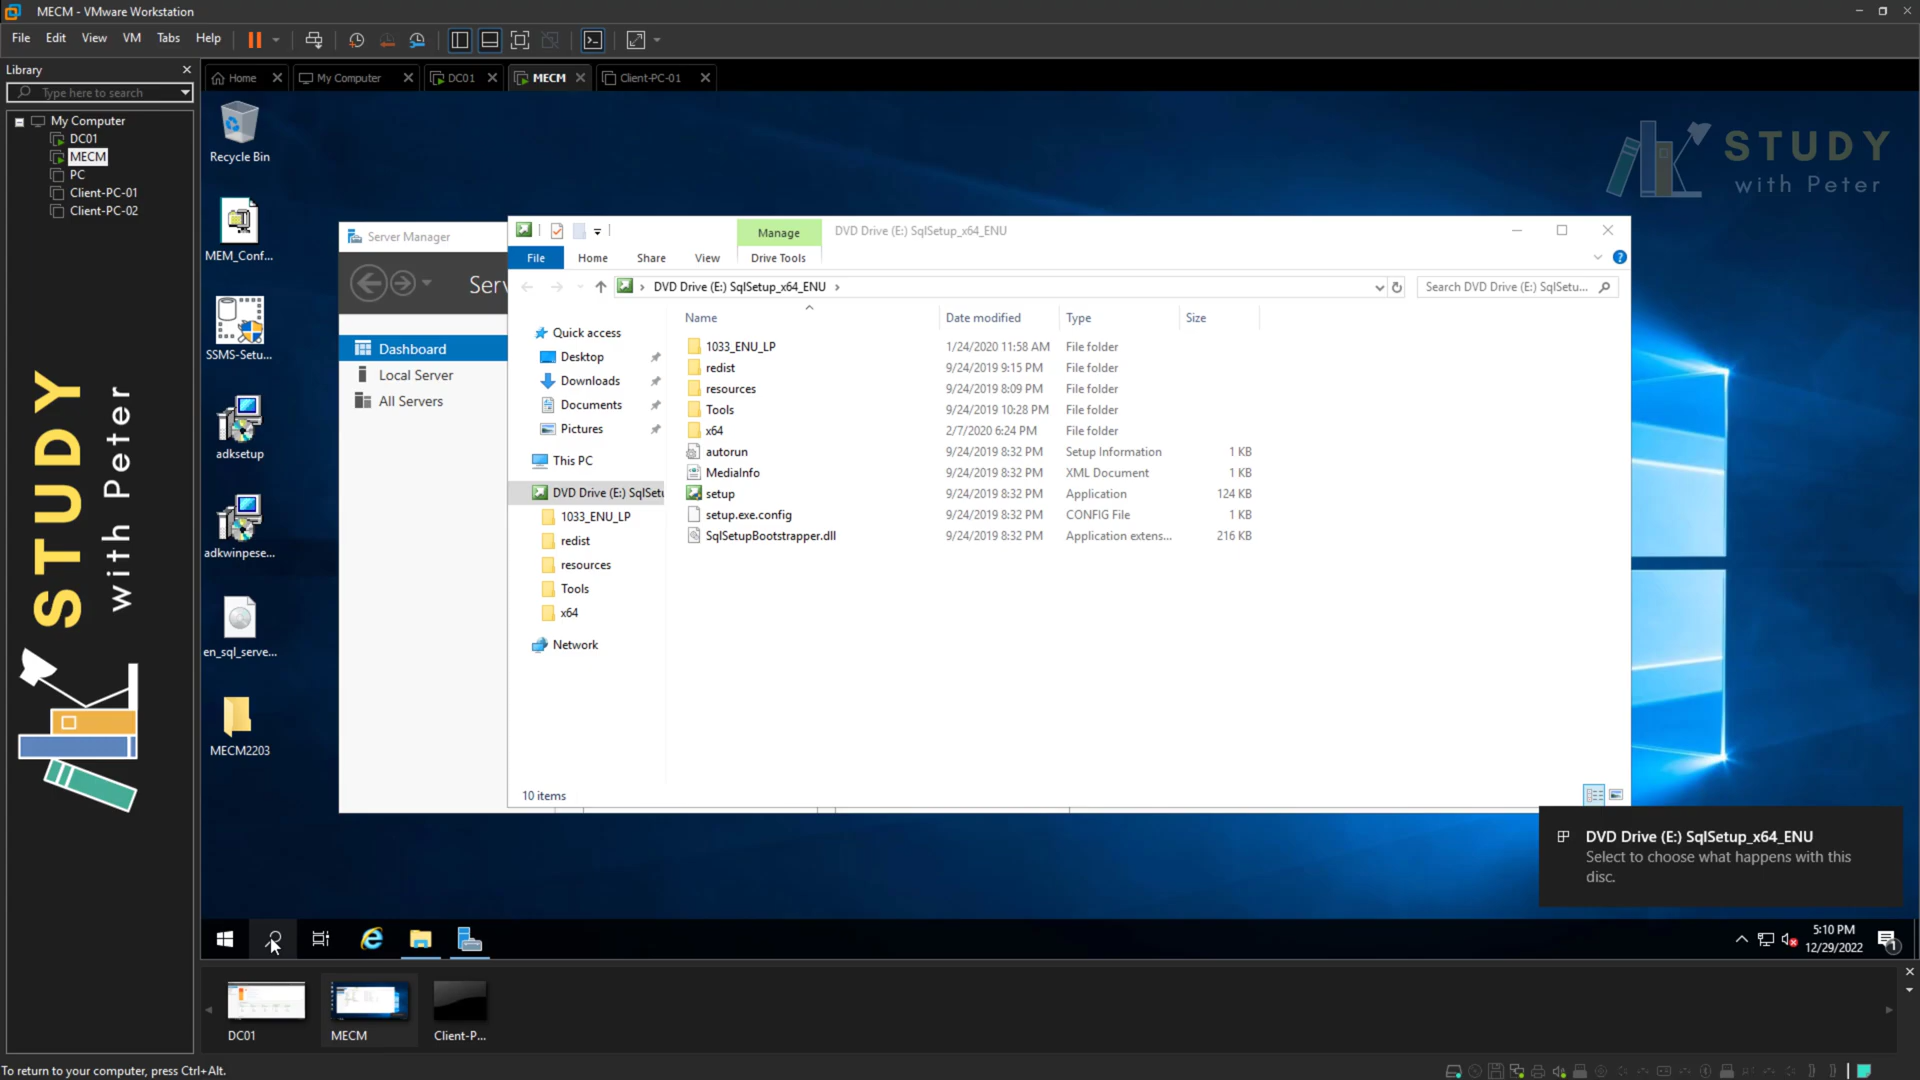 MECM - VMware Workstation
File Edit View VM Tabs Help
Library
Type here to search
My Computer
DC01
MECM
PC
Client-PC-01
Client-PC-02
STUDY
with Peter
Home
My Computer
DC01
MECM
Client-PC-01
Recycle Bin
MEM_Conf...
SSMS-Setu...
adksetup
adkwinpese...
en_sql_serve...
MECM2203
STUDY
with Peter
Server Manager
Serv
Dashboard
Local Server
All Servers
Manage
DVD Drive (E:) SqlSetup_x64_ENU
File Home Share View Drive Tools
DVD Drive (E:) SqlSetup_x64_ENU
Search DVD Drive (E:) SqlSetu...
Quick access
Desktop
Downloads
Documents
Pictures
This PC
DVD Drive (E:) SqlSetu
1033_ENU_LP
redist
resources
Tools
x64
Network
Name Date modified Type Size
1033_ENU_LP 1/24/2020 11:58 AM File folder
redist 9/24/2019 9:15 PM File folder
resources 9/24/2019 8:09 PM File folder
Tools 9/24/2019 10:28 PM File folder
x64 2/7/2020 6:24 PM File folder
autorun 9/24/2019 8:32 PM Setup Information 1 KB
MediaInfo 9/24/2019 8:32 PM XML Document 1 KB
setup 9/24/2019 8:32 PM Application 124 KB
setup.exe.config 9/24/2019 8:32 PM CONFIG File 1 KB
SqlSetupBootstrapper.dll 9/24/2019 8:32 PM Application extens... 216 KB
10 items
DVD Drive (E:) SqlSetup_x64_ENU
Select to choose what happens with this
disc.
5:10 PM
12/29/2022
1
DC01
MECM
Client-P...
To return to your computer, press Ctrl+Alt.